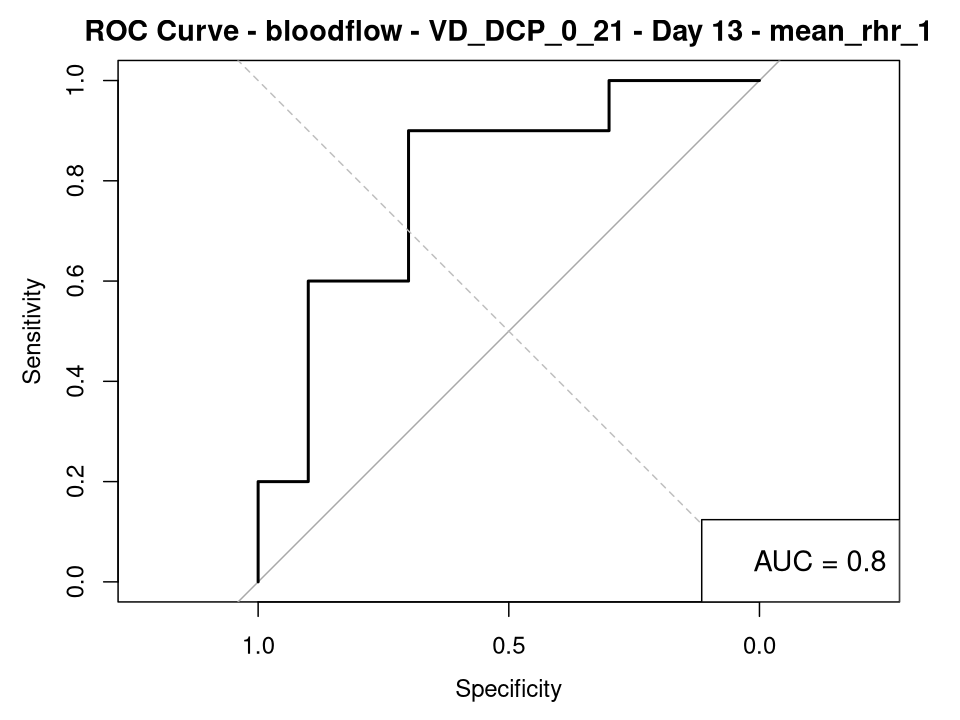 ROC Curve - bloodflow - VD_DCP_0_21 - Day 13 - mean_rhr_1
1.0
0.8
0.6
0.4
0.2
0.0
Sensitivity
AUC = 0.8
1.0 0.5 0.0
Specificity